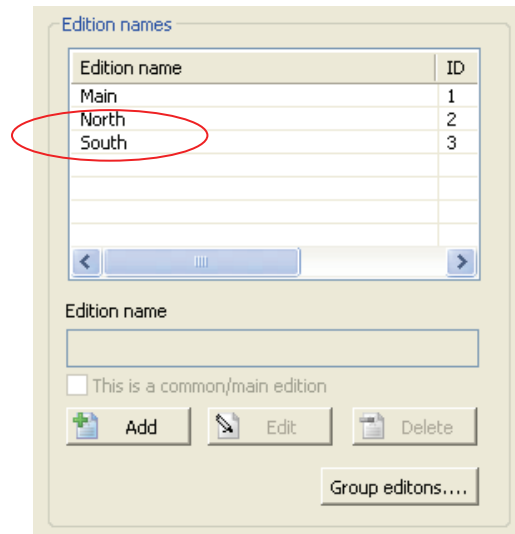 Edition names
Edition name ID
Main 1
North 2
South 3
Edition name
This is a common/main edition
Add Edit Delete
Group editons....